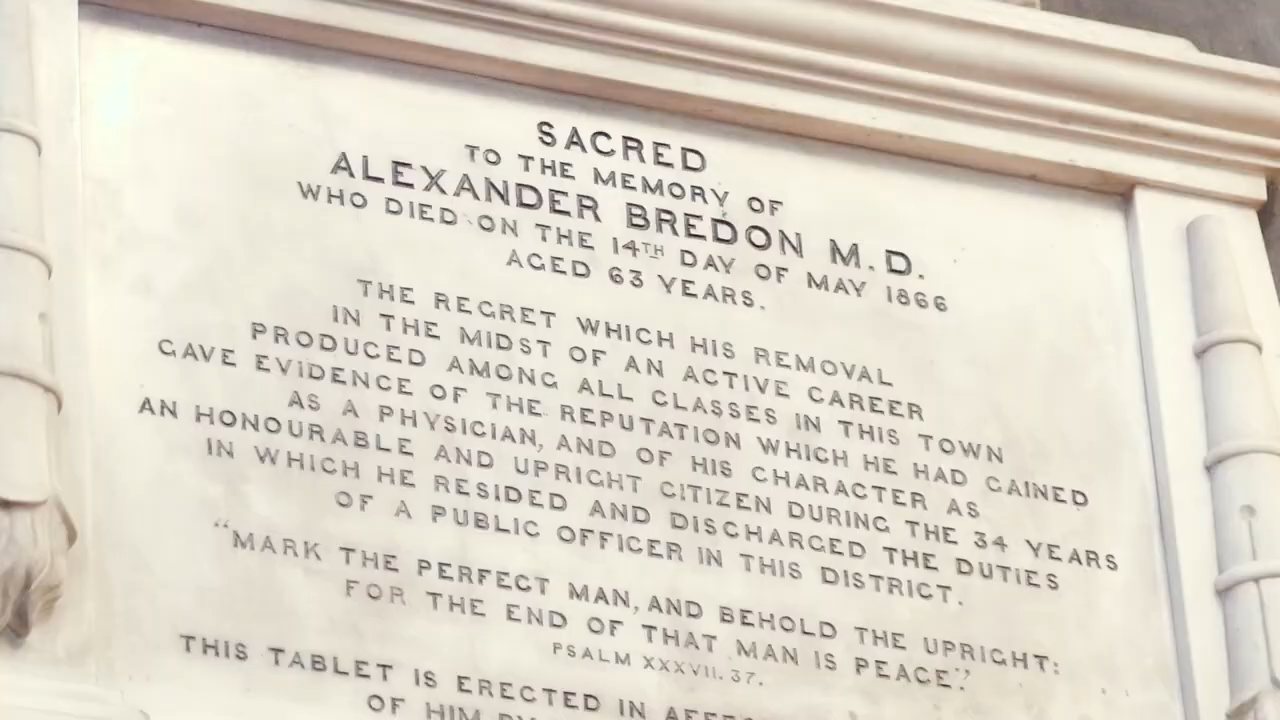 SACRED
TO THE MEMORY OF
ALEXANDER BREDON M.D.
WHO DIED ON THE 14TH DAY OF MAY 1866
AGED 63 YEARS.
THE REGRET WHICH HIS REMOVAL
IN THE MIDST OF AN ACTIVE CAREER
PRODUCED AMONG ALL CLASSES IN THIS TOWN
GAVE EVIDENCE OF THE REPUTATION WHICH HE HAD GAINED
AS A PHYSICIAN, AND OF HIS CHARACTER AS
AN HONOURABLE AND UPRIGHT CITIZEN DURING THE 34 YEARS
IN WHICH HE RESIDED AND DISCHARGED THE DUTIES
OF A PUBLIC OFFICER IN THIS DISTRICT.
“MARK THE PERFECT MAN, AND BEHOLD THE UPRIGHT:
FOR THE END OF THAT MAN IS PEACE”.
PSALM XXXVII. 37.
THIS TABLET IS ERECTED IN
OF HIM